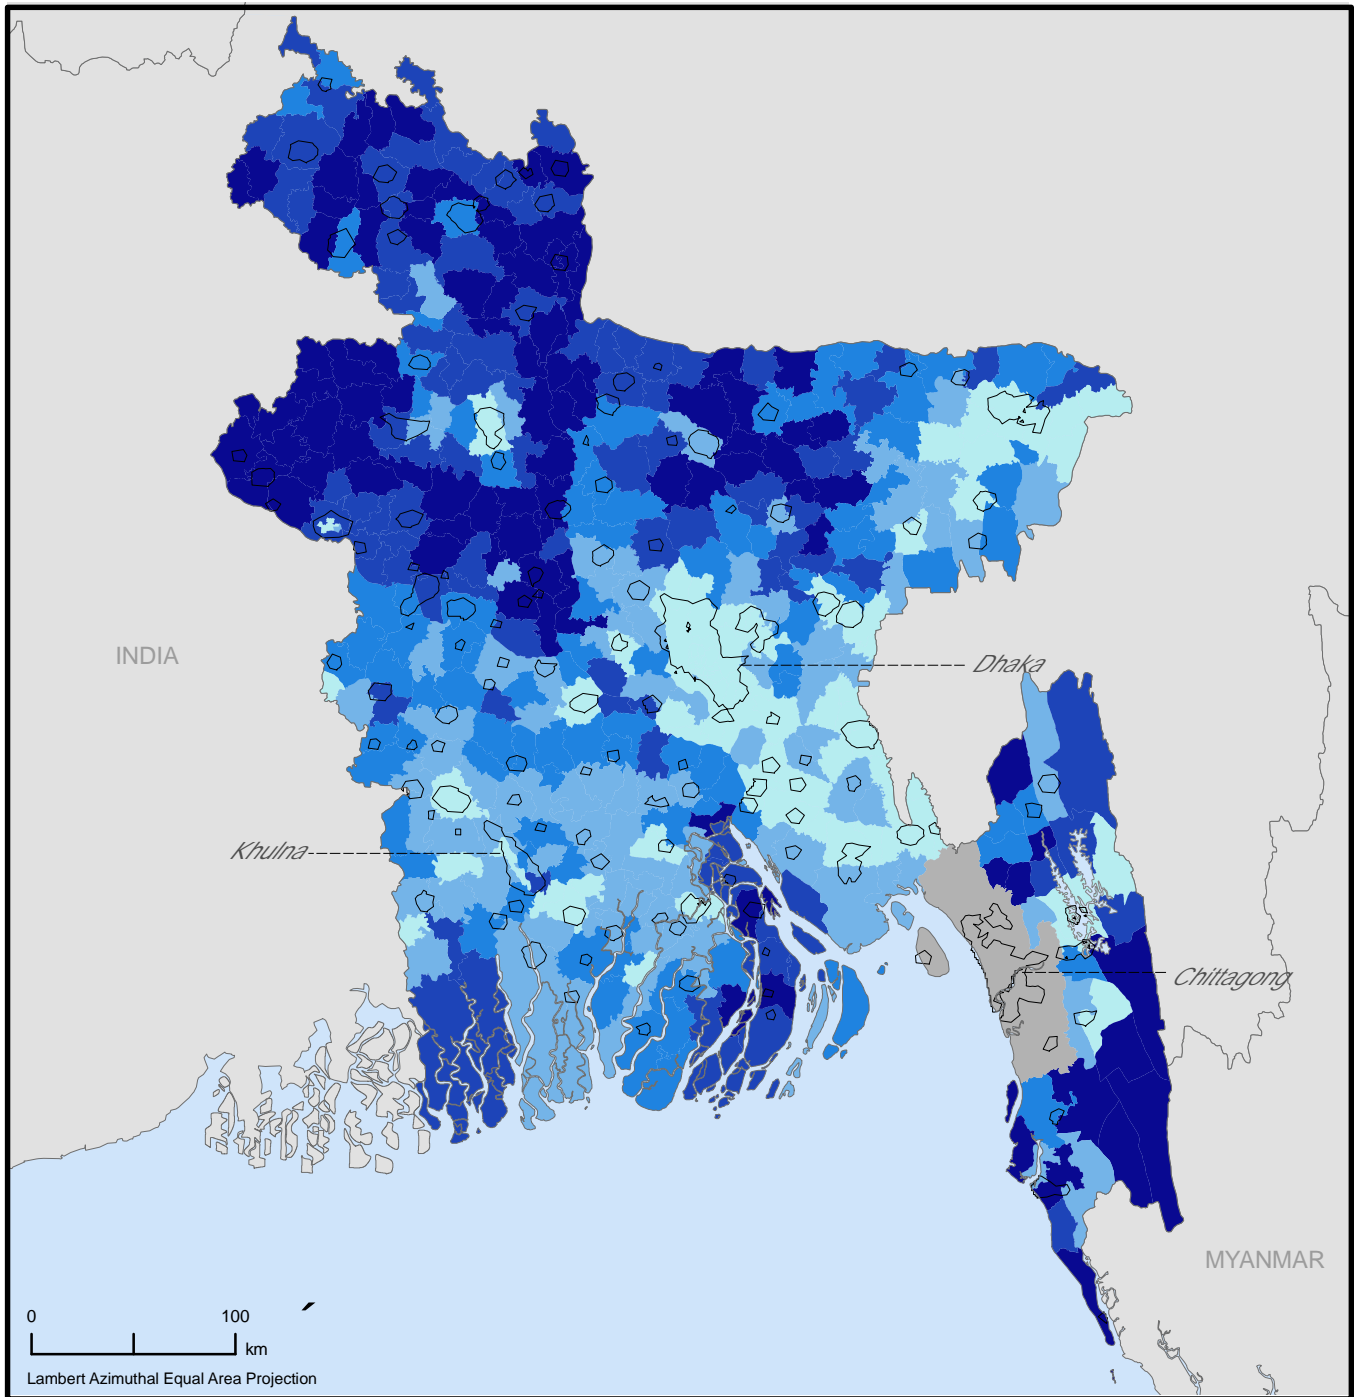 INDIA
Dhaka
Khulna
Chittagong
MYANMAR
0 100
km
Lambert Azimuthal Equal Area Projection